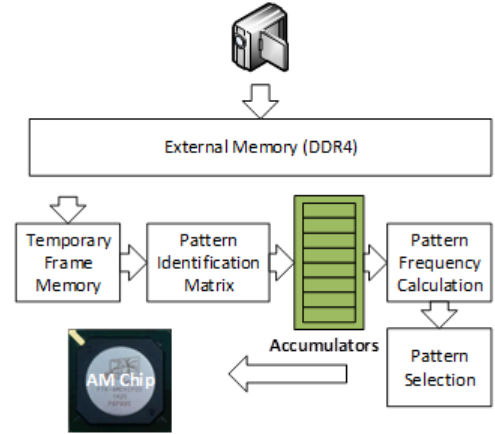 External Memory (DDR4)
Temporary
Frame
Memory
Pattern
Identification
Matrix
Pattern
Frequency
Calculation
Accumulators
Pattern
Selection
AM Chip